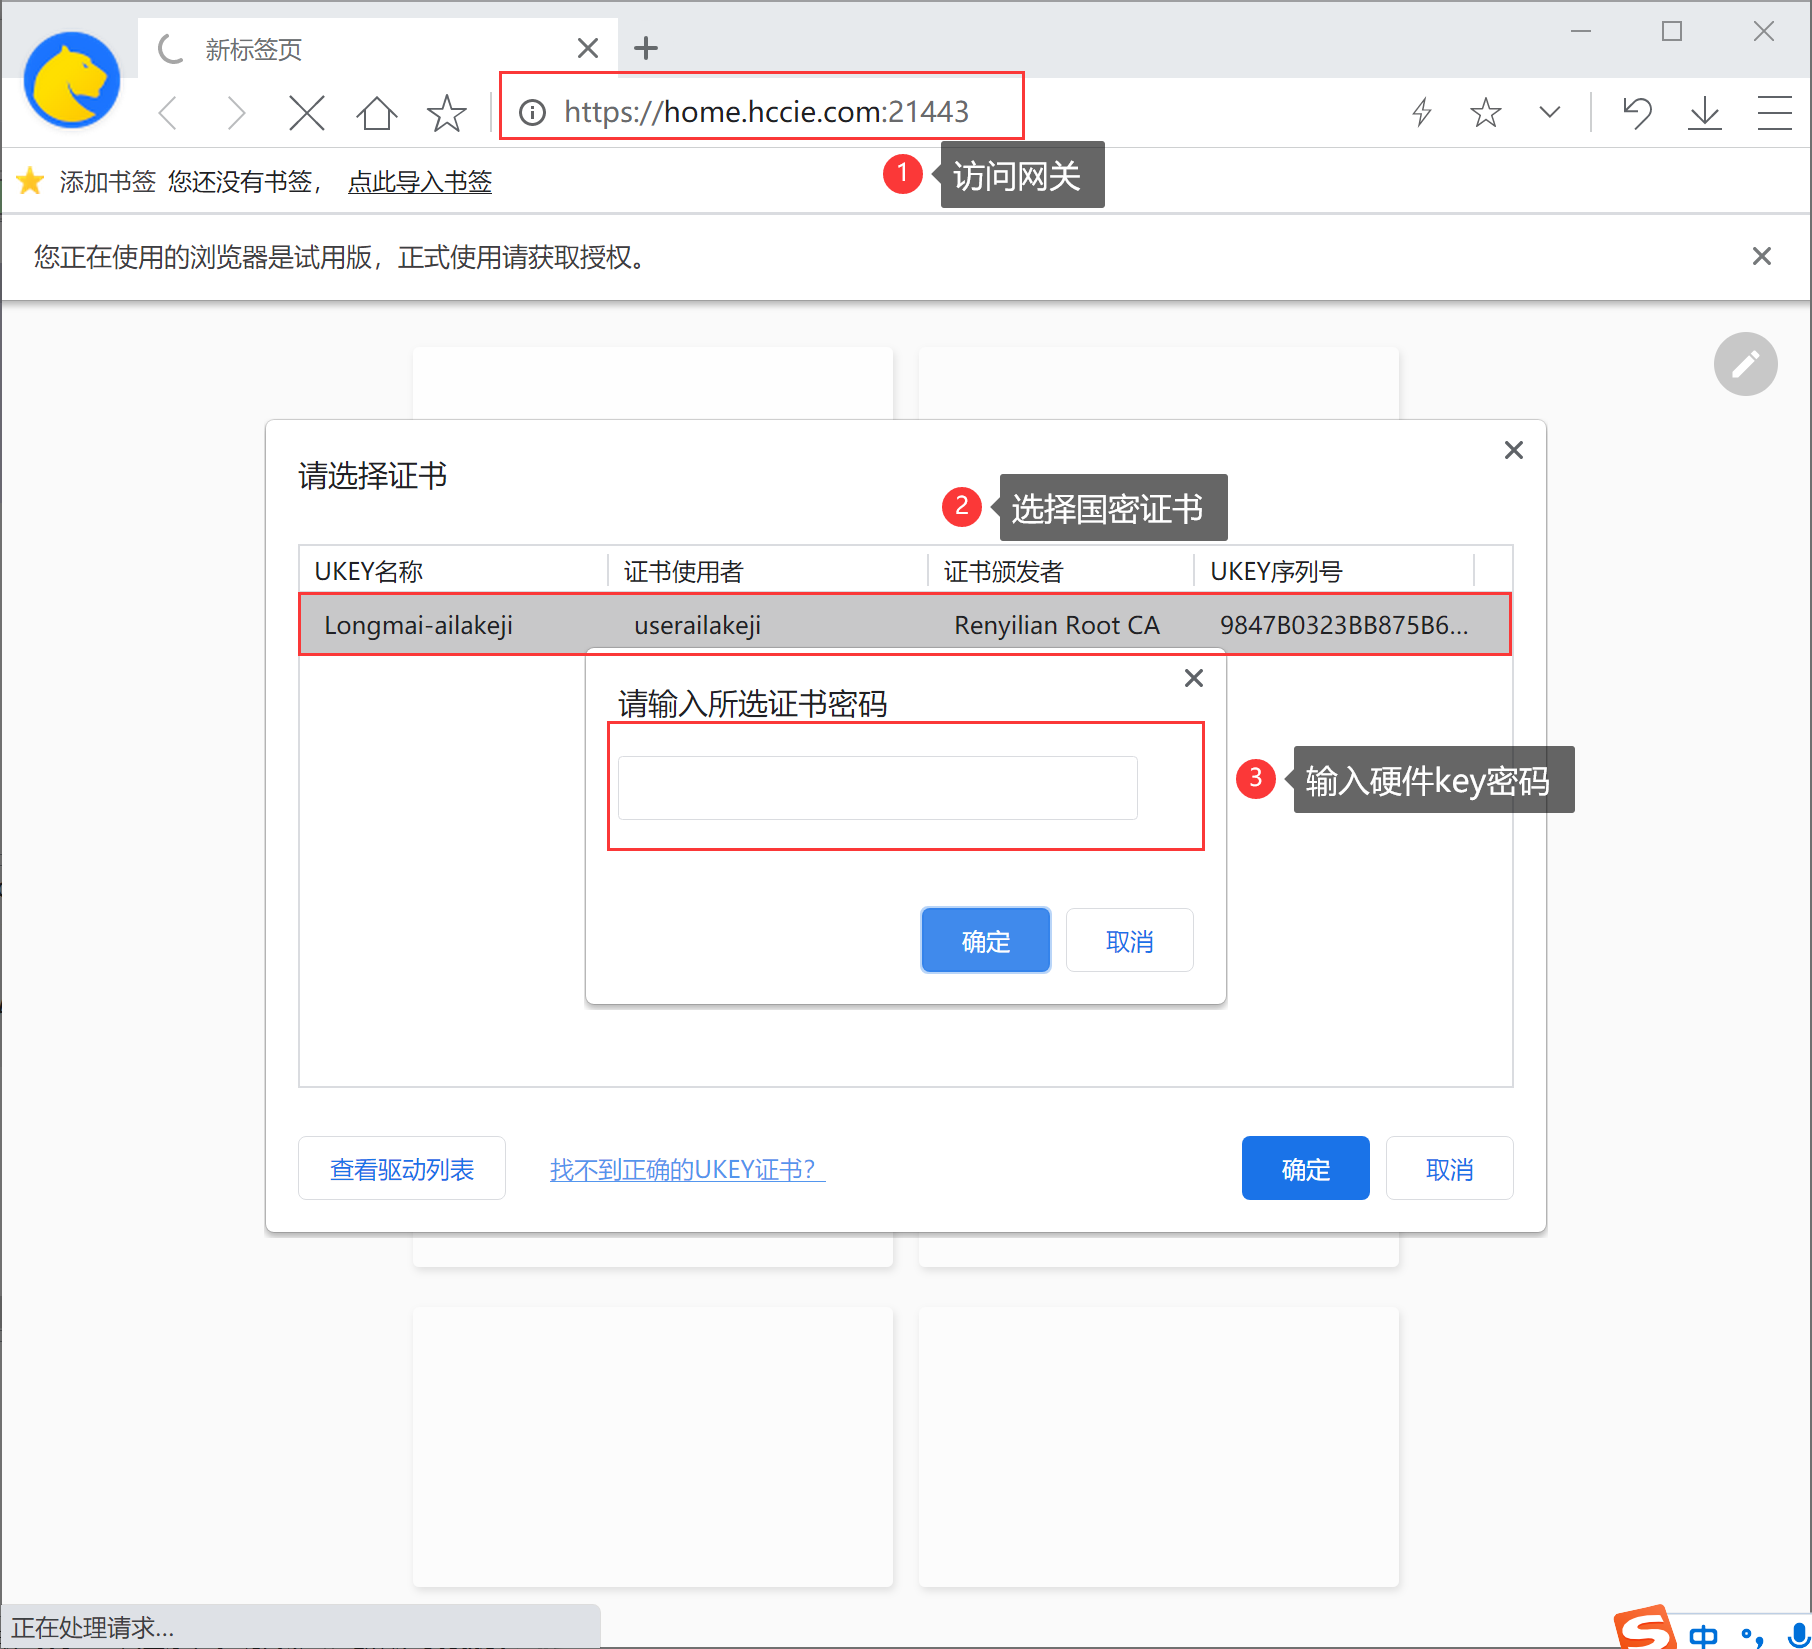 新标签页
https://home.hccie.com:21443
1 访问网关
添加书签 您还没有书签， 点此导入书签
您正在使用的浏览器是试用版，正式使用请获取授权。
请选择证书
2 选择国密证书
UKEY名称 证书使用者 证书颁发者 UKEY序列号
Longmai-ailakeji userailakeji Renyilian Root CA 9847B0323BB875B6...
请输入所选证书密码
3 输入硬件key密码
确定 取消
查看驱动列表 找不到正确的UKEY证书？ 确定 取消
正在处理请求...
中